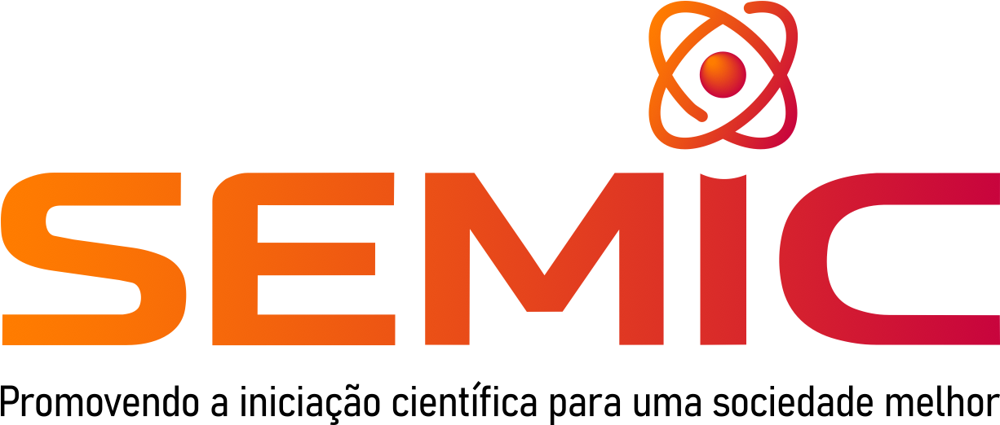 SEMIC
Promovendo a iniciação científica para uma sociedade melhor